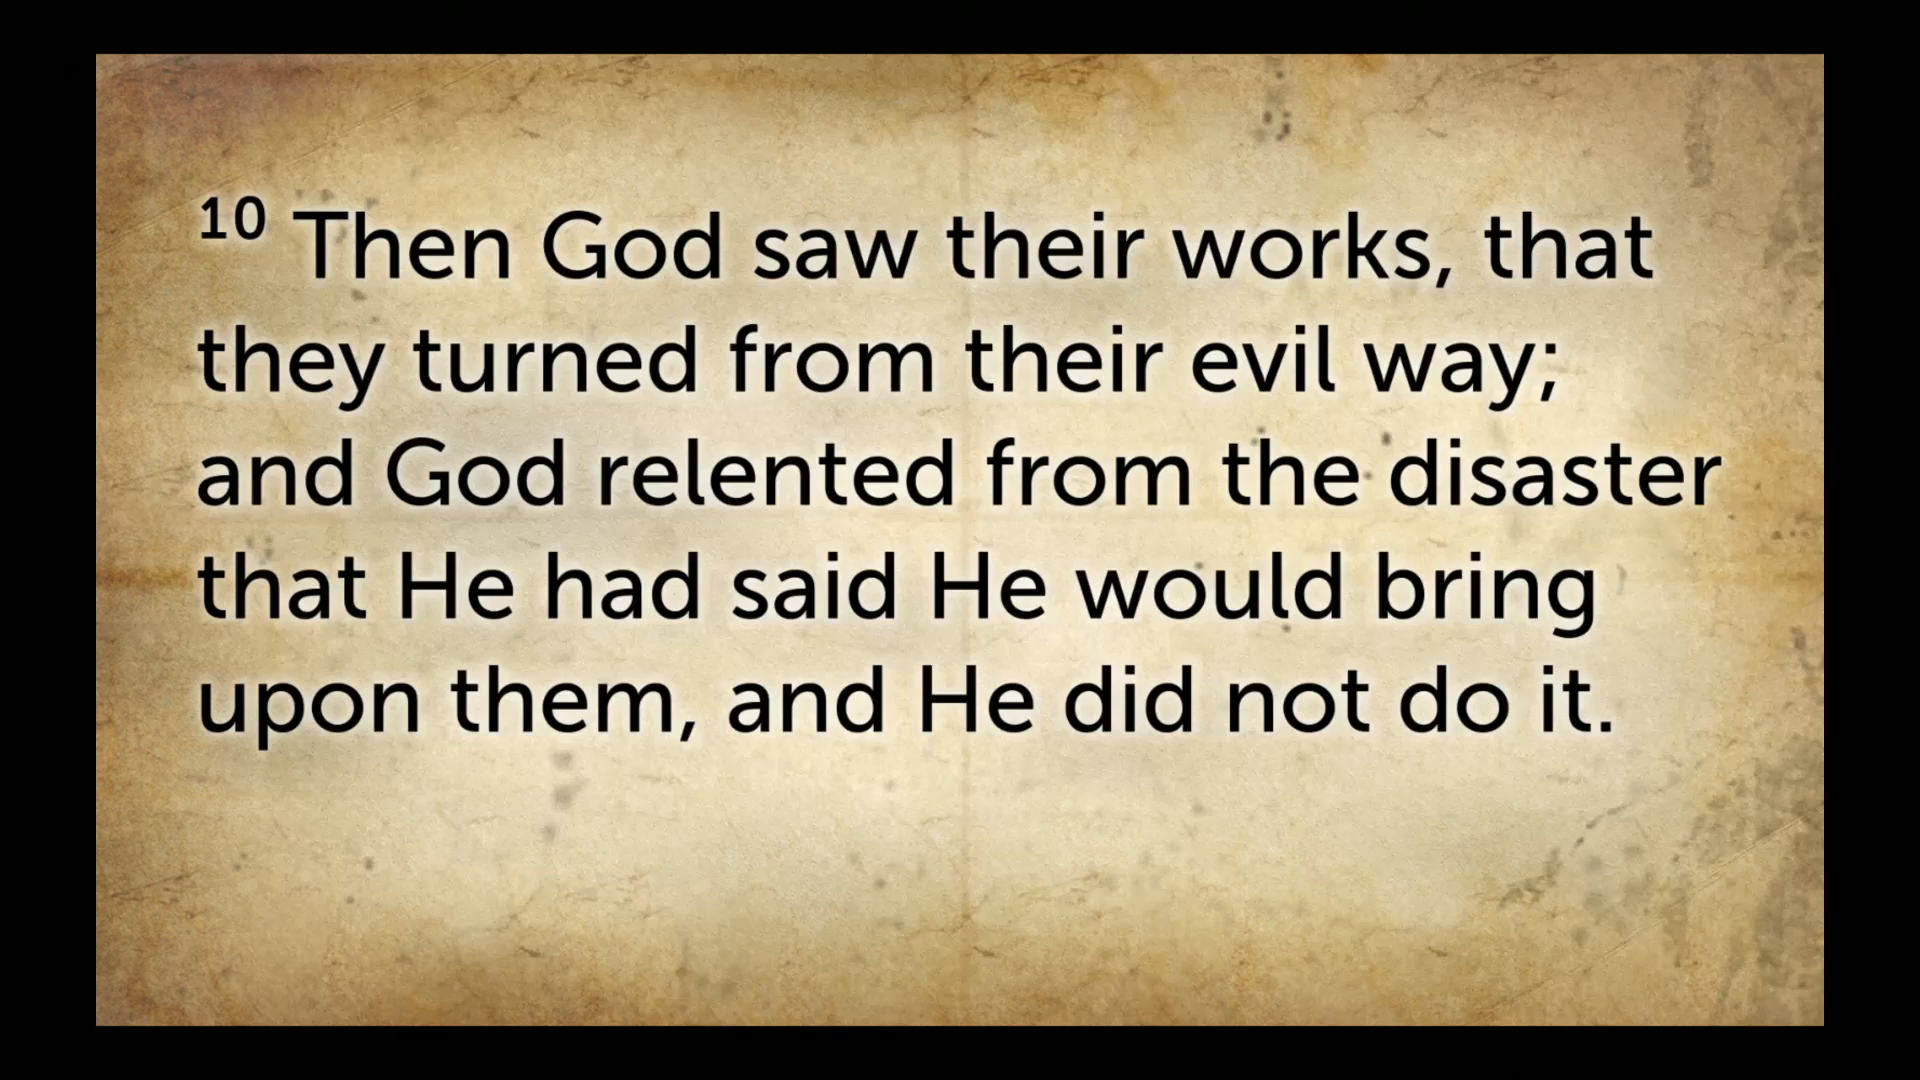 10 Then God saw their works, that
they turned from their evil way;
and God relented from the disaster
that He had said He would bring
upon them, and He did not do it.